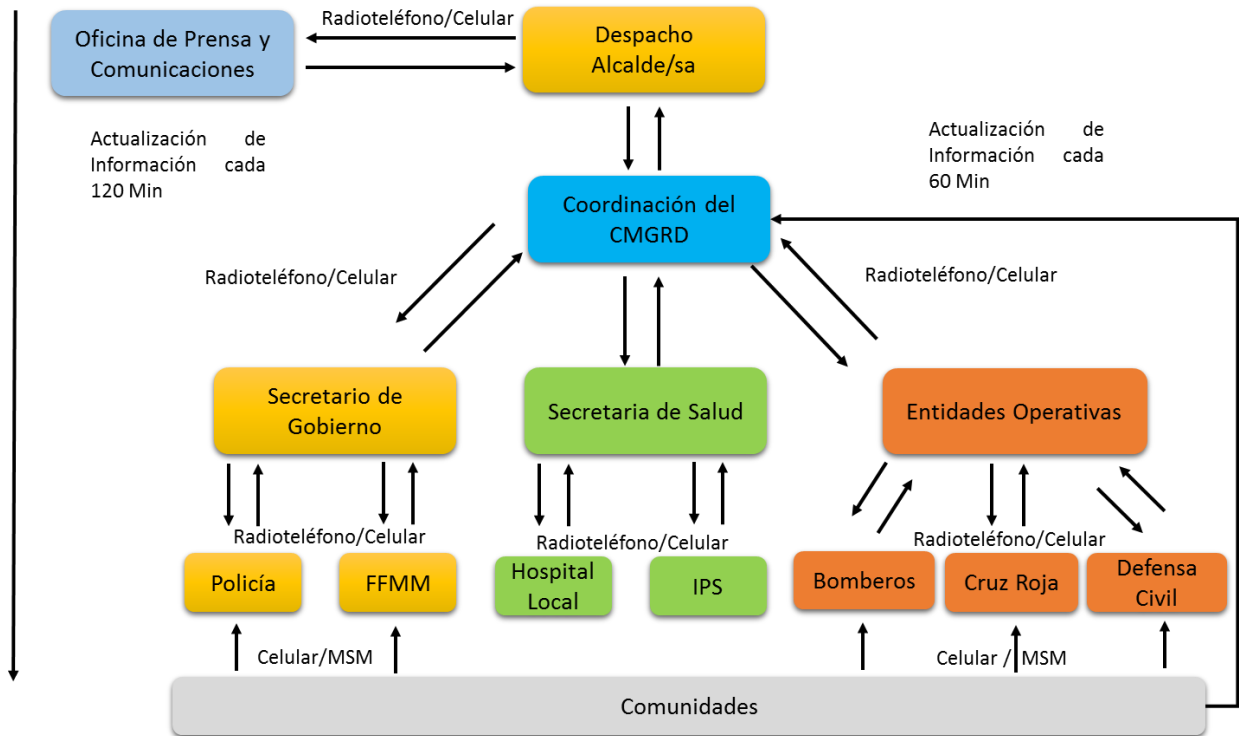 Radioteléfono/Celular
Oficina de Prensa y
Comunicaciones
Despacho
Alcalde/sa
Actualización de
Información cada
120 Min
Actualización de
Información cada
60 Min
Coordinación del
CMGRD
Radioteléfono/Celular
Radioteléfono/Celular
Secretario de
Gobierno
Secretaria de Salud
Entidades Operativas
Radioteléfono/Celular
Radioteléfono/Celular
Radioteléfono/Celular
Policía
FFMM
Hospital
Local
IPS
Bomberos
Cruz Roja
Defensa
Civil
Celular/MSM
Celular / MSM
Comunidades